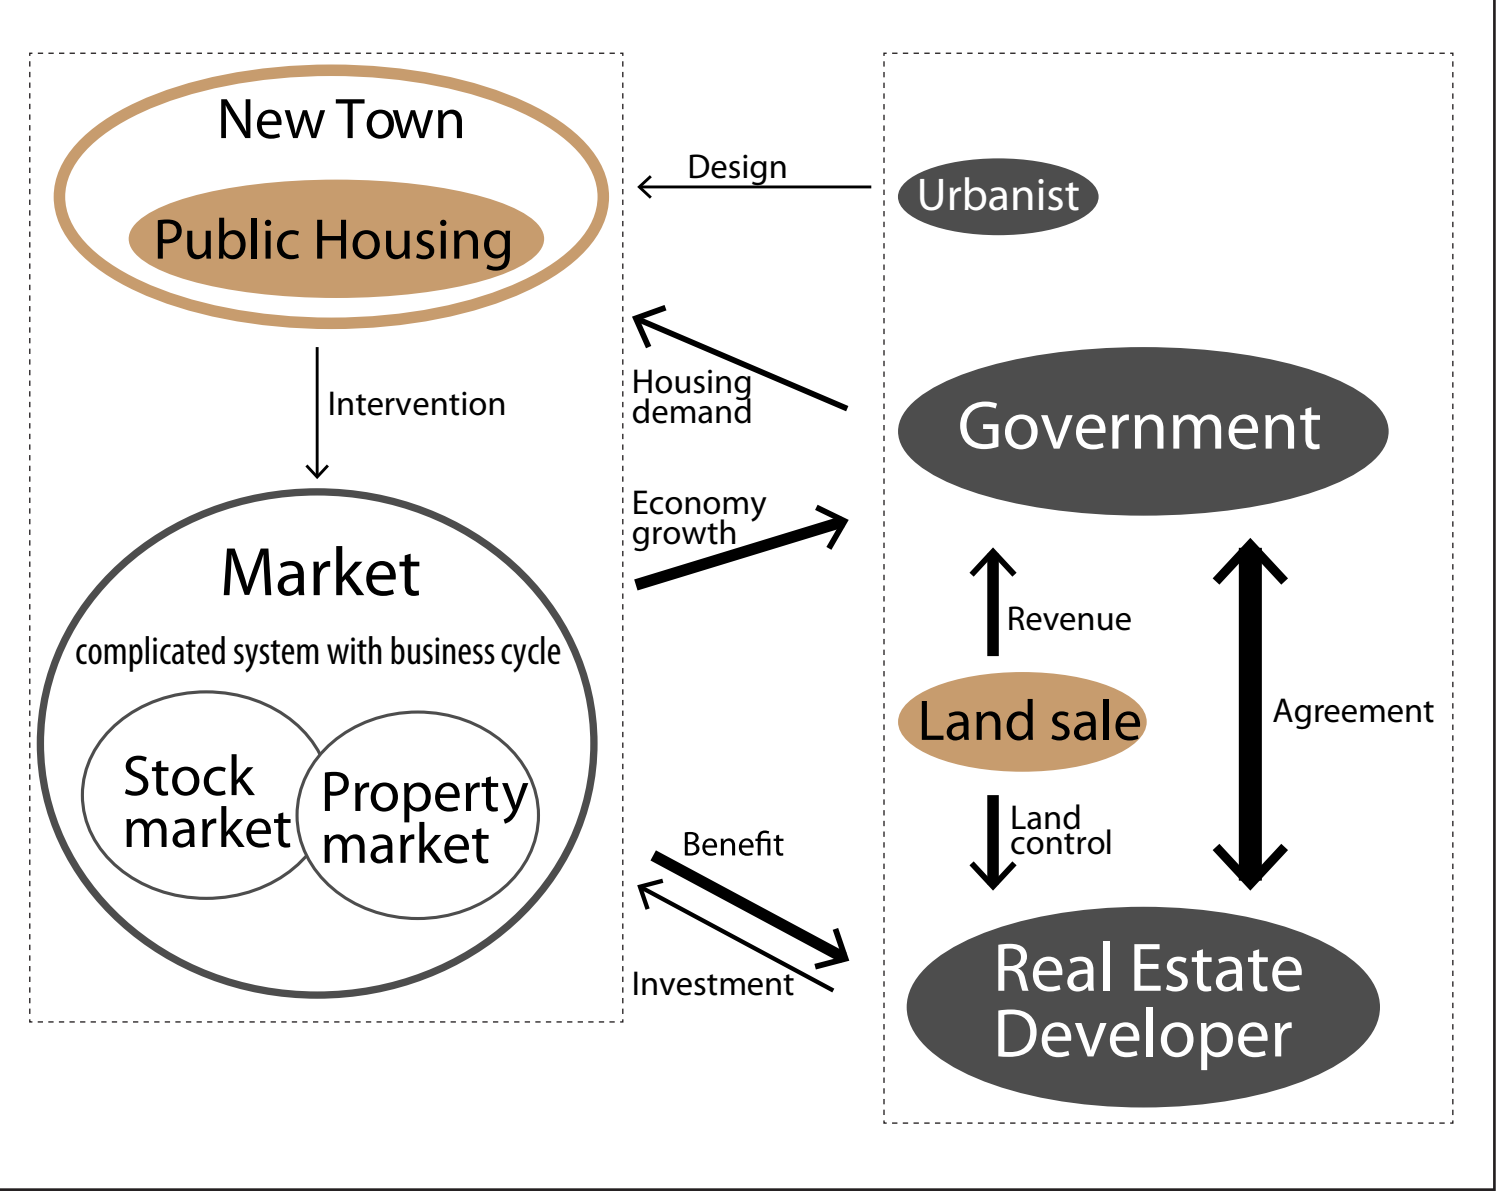 New Town
Public Housing
Intervention
Market
complicated system with business cycle
Stock
market
Property
market
Design
Housing
demand
Economy
growth
Benefit
Investment
Urbanist
Government
Revenue
Land sale
Land
control
Agreement
Real Estate
Developer